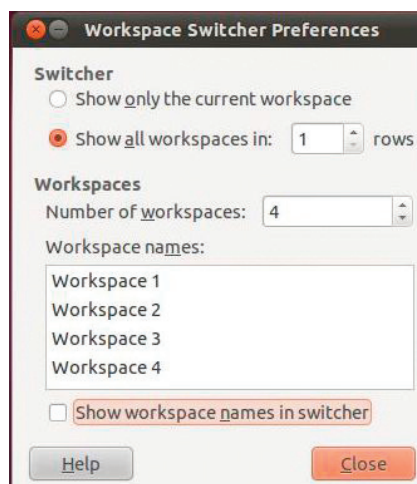 Workspace Switcher Preferences
Switcher
Show only the current workspace
Show all workspaces in: 1 rows
Workspaces
Number of workspaces: 4
Workspace names:
Workspace 1
Workspace 2
Workspace 3
Workspace 4
Show workspace names in switcher
Help Close